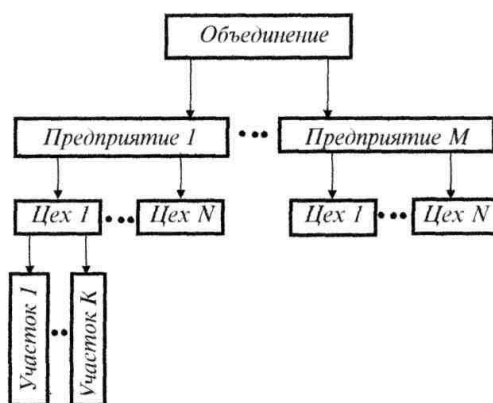 Объединение
Предприятие 1 ••• Предприятие M
Цех 1 ••• Цех N Цех 1 ••• Цех N
Участок 1 •• Участок K